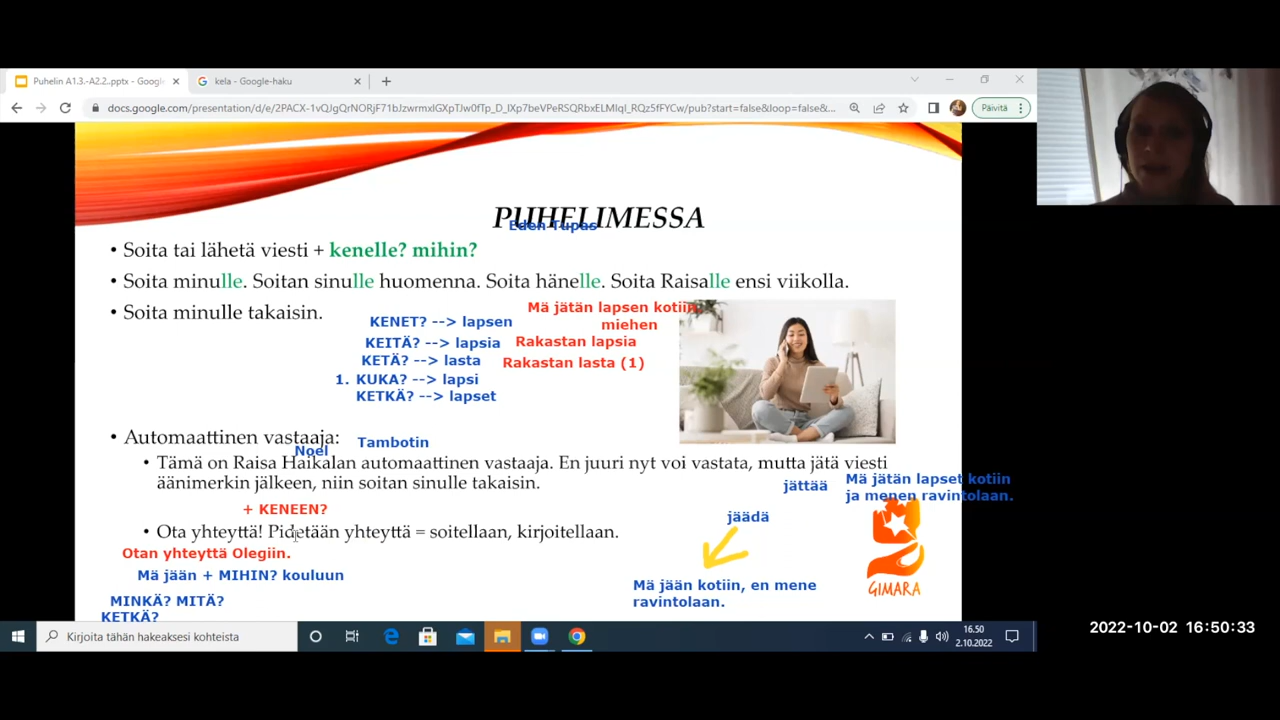 Puhelin A1.3.-A2.2..pptx - Googl
kela - Google-haku
docs.google.com/presentation/d/e/2PACX-1vQJgQrNORjF71bJzwrmxlGXpTJw0fTp_D_IXp7beVPeRSQRbxELMIqI_RQz5fFYCw/pub?start=false&loop=false&...
Päivitä
PUHELIMESSA
Eden Tupas
• Soita tai lähetä viesti + kenelle? mihin?
• Soita minulle. Soitan sinulle huomenna. Soita hänelle. Soita Raisalle ensi viikolla.
• Soita minulle takaisin.
Mä jätän lapsen kotiin
miehen
KENET? --> lapsen
KEITÄ? --> lapsia
Rakastan lapsia
KETÄ? --> lasta
Rakastan lasta (1)
1. KUKA? --> lapsi
KETKÄ? --> lapset
• Automaattinen vastaaja:
Noel
Tambotin
• Tämä on Raisa Haikalan automaattinen vastaaja. En juuri nyt voi vastata, mutta jätä viesti
äänimerkin jälkeen, niin soitan sinulle takaisin.
jättää
Mä jätän lapset kotiin
ja menen ravintolaan.
+ KENEEN?
jäädä
• Ota yhteyttä! Pidetään yhteyttä = soitellaan, kirjoitellaan.
Otan yhteyttä Olegiin.
Mä jään + MIHIN? kouluun
Mä jään kotiin, en mene
ravintolaan.
GIMARA
MINKÄ? MITÄ?
KETKÄ?
Kirjoita tähän hakeaksesi kohteista
16.50
2.10.2022
2022-10-02 16:50:33